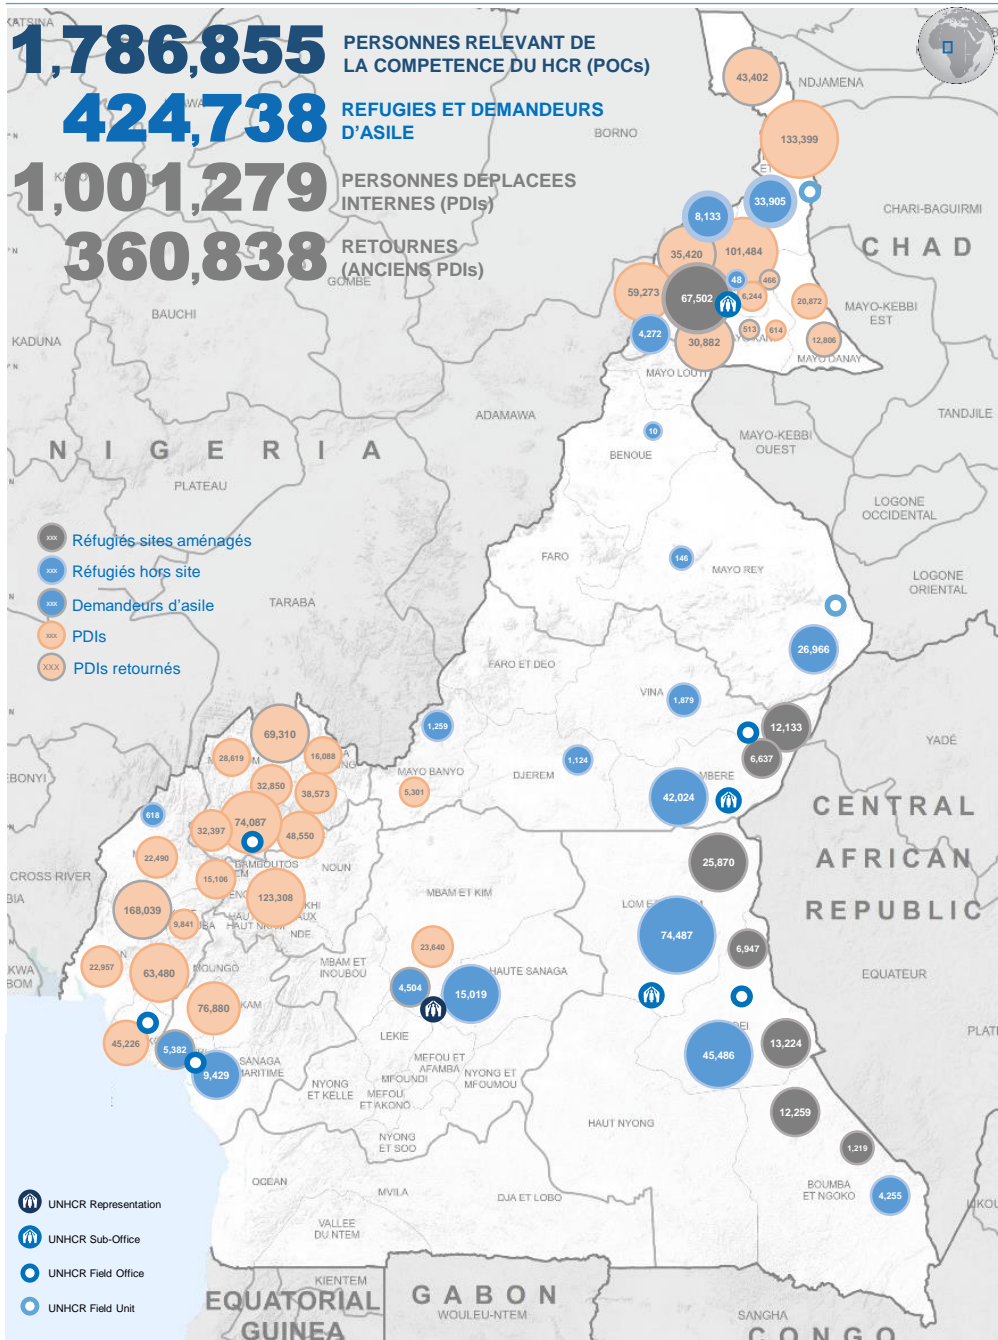 1,786,855
PERSONNES RELEVANT DE
LA COMPETENCE DU HCR (POCs)
424,738
REFUGIES ET DEMANDEURS
D'ASILE
1,001,279
PERSONNES DEPLACEES
INTERNES (PDIs)
360,838
RETOURNES
(ANCIENS PDIs)
KATSINA
NDJAMENA
BORNO
CHARI-BAGUIRMI
CHAD
GOMBE
BAUCHI
KADUNA
MAYO-KEBBI
EST
MAYO DANAY
MAYO LOUTI
ADAMAWA
TANDJILE
MAYO-KEBBI
OUEST
BENOUE
NIGERIA
PLATEAU
LOGONE
OCCIDENTAL
FARO
MAYO REY
LOGONE
ORIENTAL
TARABA
43,402
133,399
33,905
8,133
35,420
101,484
48
466
59,273
67,502
6,244
20,872
4,272
30,882
513
614
12,806
10
146
26,966
xxx Réfugiés sites aménagés
xxx Réfugiés hors site
xxx Demandeurs d'asile
xxx PDIs
xxx PDIs retournés
FARO ET DEO
VINA
1,879
1,259
12,133
YADÉ
69,310
28,619
16,088
6,637
1,124
MAYO BANYO
DJEREM
MBERE
EBONYI
32,850
38,573
5,301
42,024
618
74,087
32,397
48,550
CENTRAL
AFRICAN
REPUBLIC
22,490
BAMBOUTOS
NOUN
25,870
CROSS RIVER
15,106
123,308
MBAM ET KIM
168,039
9,841
NDE
74,487
23,640
6,947
22,957
63,480
MOUNGO
MBAM ET
INOUBOU
HAUTE SANAGA
EQUATEUR
AKWA
BOM
4,504
15,019
76,880
45,226
5,382
LEKIE
13,224
SANAGA
MARITIME
9,429
MEFOU ET
AFAMBA
45,486
NYONG
ET KELLE
MFOUNDI
NYONG ET
MFOUMOU
MEFOU
ET AKONO
12,259
HAUT NYONG
NYONG
ET SOO
1,219
OCEAN
MVILA
DJA ET LOBO
BOUMBA
ET NGOKO
4,255
VALLEE
DU NTEM
UNHCR Representation
UNHCR Sub-Office
UNHCR Field Office
UNHCR Field Unit
KIENTEM
EQUATORIAL
GUINEA
GABON
WOULEU-NTEM
SANGHA
CONGO